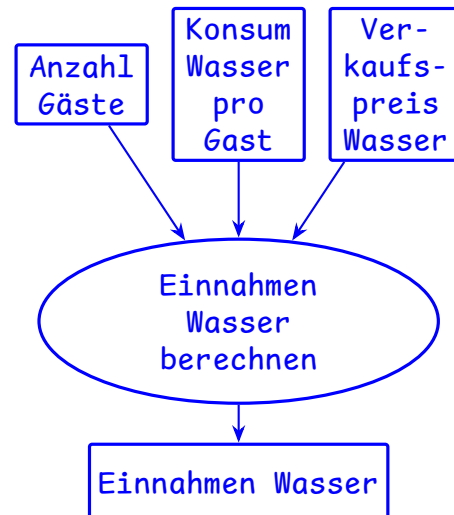 Anzahl
Gäste
Konsum
Wasser
pro
Gast
Ver-
kaufs-
preis
Wasser
Einnahmen
Wasser
berechnen
Einnahmen Wasser